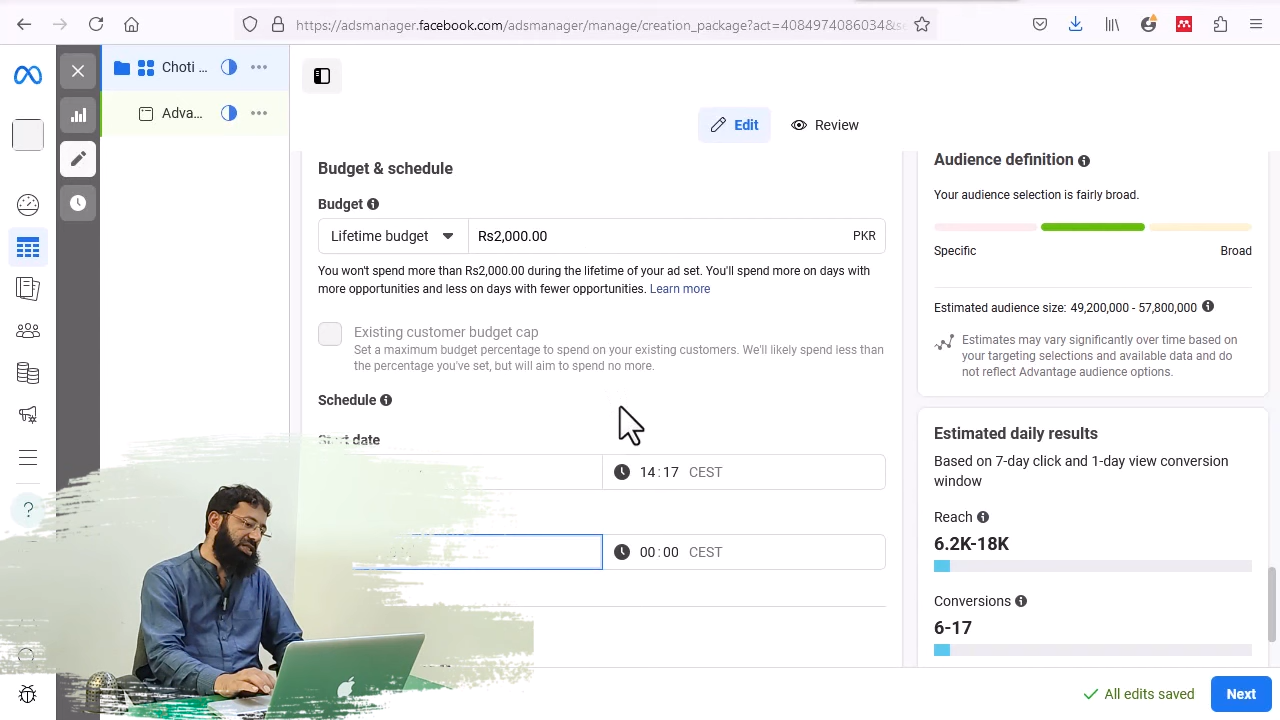 https://adsmanager.facebook.com/adsmanager/manage/creation_package?act=4084974086034&s
Choti ...
Adva...
Edit
Review
Budget & schedule
Budget
Lifetime budget
Rs2,000.00
PKR
You won't spend more than Rs2,000.00 during the lifetime of your ad set. You'll spend more on days with
more opportunities and less on days with fewer opportunities. Learn more
Existing customer budget cap
Set a maximum budget percentage to spend on your existing customers. We'll likely spend less than
the percentage you've set, but will aim to spend no more.
Schedule
Start date
14:17 CEST
00:00 CEST
Audience definition
Your audience selection is fairly broad.
Specific
Broad
Estimated audience size: 49,200,000 - 57,800,000
Estimates may vary significantly over time based on
your targeting selections and available data and do
not reflect Advantage audience options.
Estimated daily results
Based on 7-day click and 1-day view conversion
window
Reach
6.2K-18K
Conversions
6-17
All edits saved
Next